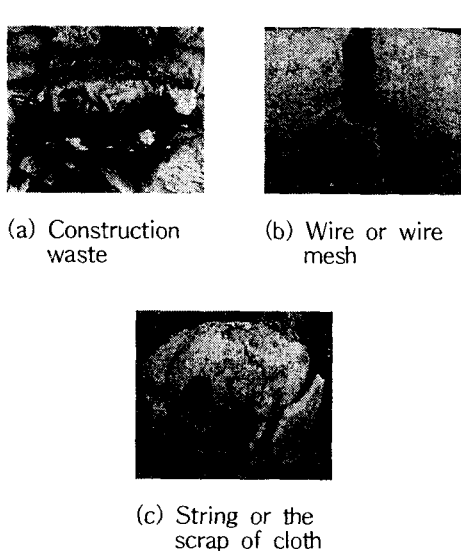 (a) Construction
waste
(b) Wire or wire
mesh
(c) String or the
scrap of cloth